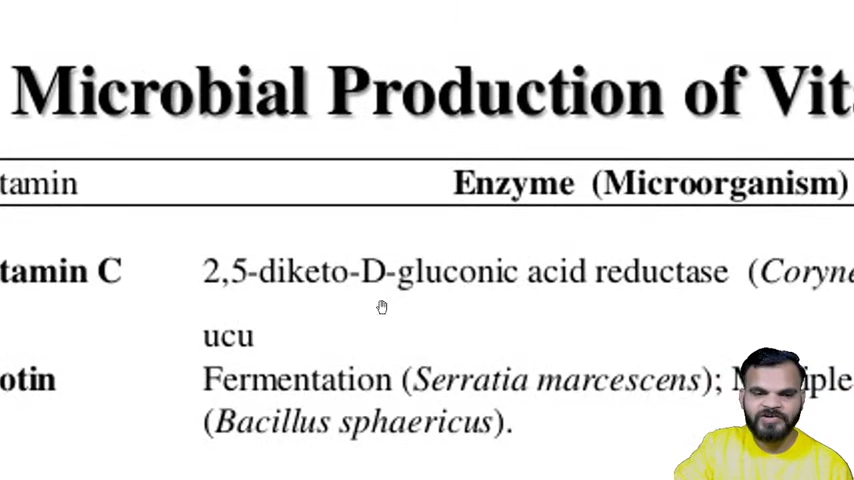 Microbial Production of Vit
tamin Enzyme (Microorganism)
tamin C 2,5-diketo-D-gluconic acid reductase (Coryne
ucu
otin Fermentation (Serratia marcescens); iple
(Bacillus sphaericus).